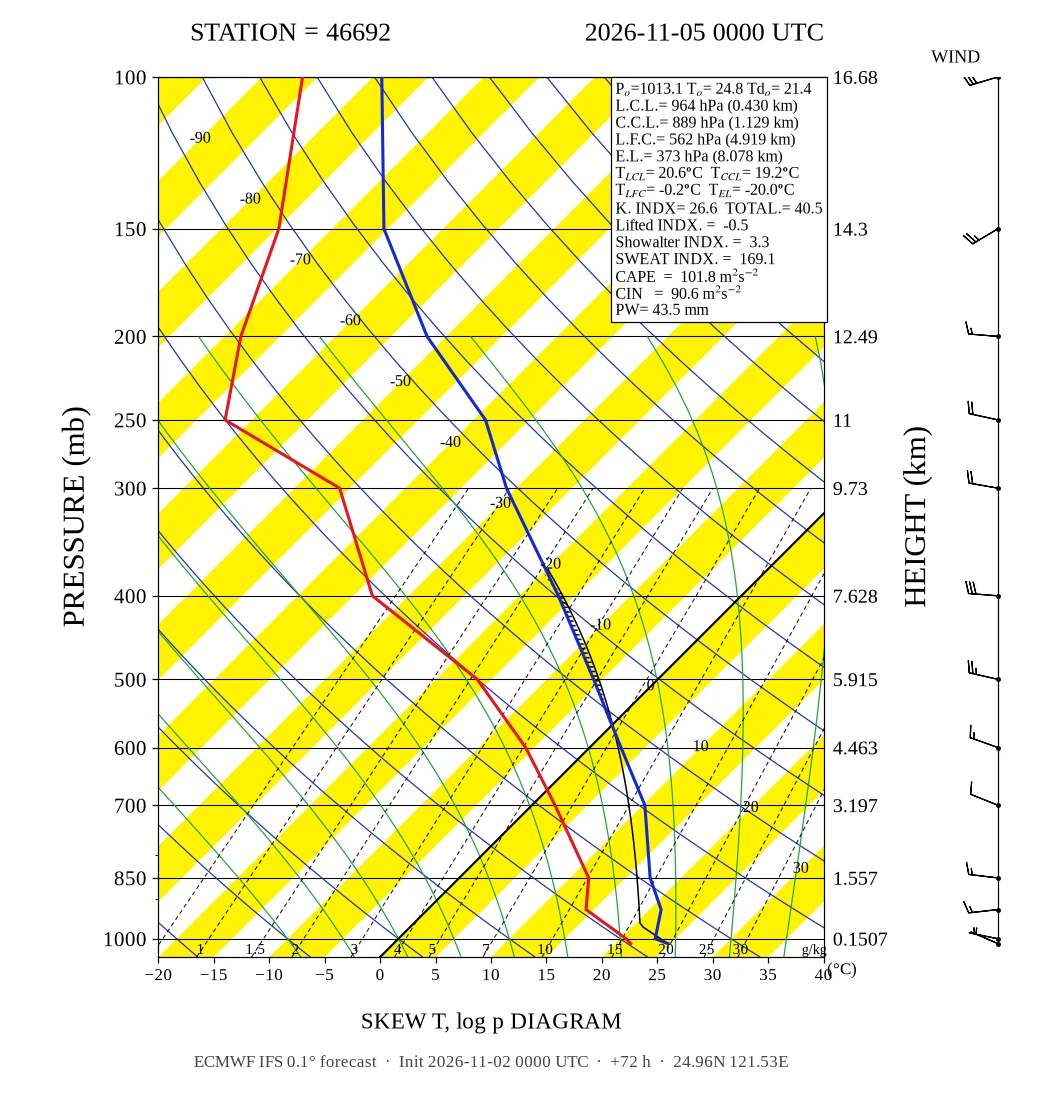 STATION = 46692
2026-11-05 0000 UTC
WIND
P₀=1013.1 T₀= 24.8 Td₀= 21.4
L.C.L.= 964 hPa (0.430 km)
C.C.L.= 889 hPa (1.129 km)
L.F.C.= 562 hPa (4.919 km)
E.L.= 373 hPa (8.078 km)
T_LCL= 20.6°C T_CCL= 19.2°C
T_LFC= -0.2°C T_EL= -20.0°C
K. INDX= 26.6 TOTAL.= 40.5
Lifted INDX. = -0.5
Showalter INDX. = 3.3
SWEAT INDX. = 169.1
CAPE = 101.8 m²s⁻²
CIN = 90.6 m²s⁻²
PW= 43.5 mm
100 16.68
-90
-80
150 14.3
-70
-60
200 12.49
-50
250 11
-40
300 9.73
-30
-20
400 7.628
-10
500 5.915
0
600 4.463
10
700 3.197
20
850 1.557
30
1000 0.1507
PRESSURE (mb)
HEIGHT (km)
1 1.5 2 3 4 5 7 10 15 20 25 30 g/kg
−20 −15 −10 −5 0 5 10 15 20 25 30 35 40 (°C)
SKEW T, log p DIAGRAM
ECMWF IFS 0.1° forecast · Init 2026-11-02 0000 UTC · +72 h · 24.96N 121.53E